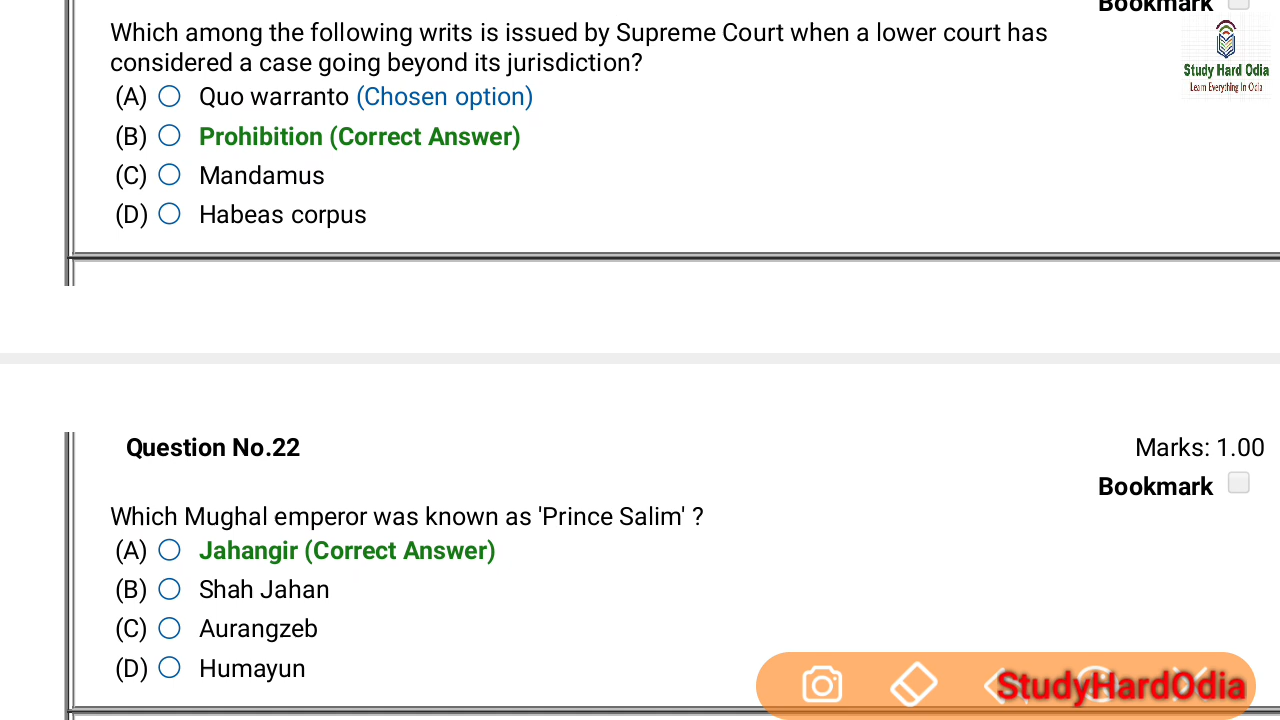 Bookmark
Which among the following writs is issued by Supreme Court when a lower court has
considered a case going beyond its jurisdiction?
(A) Quo warranto (Chosen option)
(B) Prohibition (Correct Answer)
(C) Mandamus
(D) Habeas corpus
Study Hard Odia
Learn Everything In Odia
Question No.22
Marks: 1.00
Bookmark
Which Mughal emperor was known as 'Prince Salim' ?
(A) Jahangir (Correct Answer)
(B) Shah Jahan
(C) Aurangzeb
(D) Humayun
StudyHardOdia